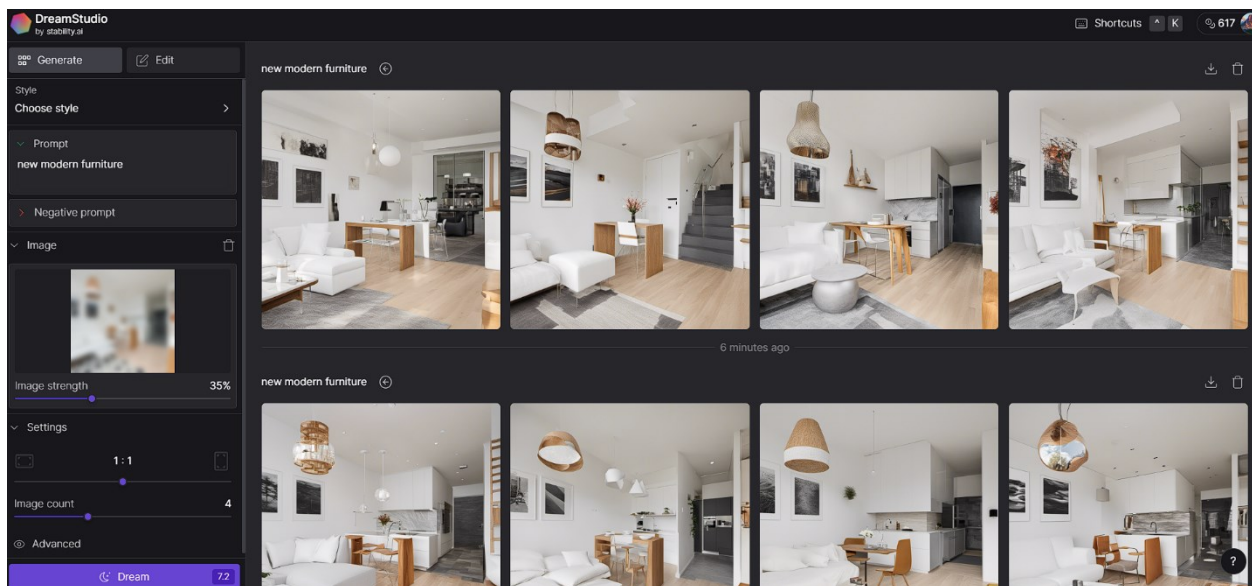 DreamStudio
by stability.ai
Shortcuts ^ K
617
Generate
Edit
Style
Choose style
Prompt
new modern furniture
Negative prompt
Image
Image strength 35%
Settings
1 : 1
Image count 4
Advanced
Dream 7.2
new modern furniture
6 minutes ago
new modern furniture
?